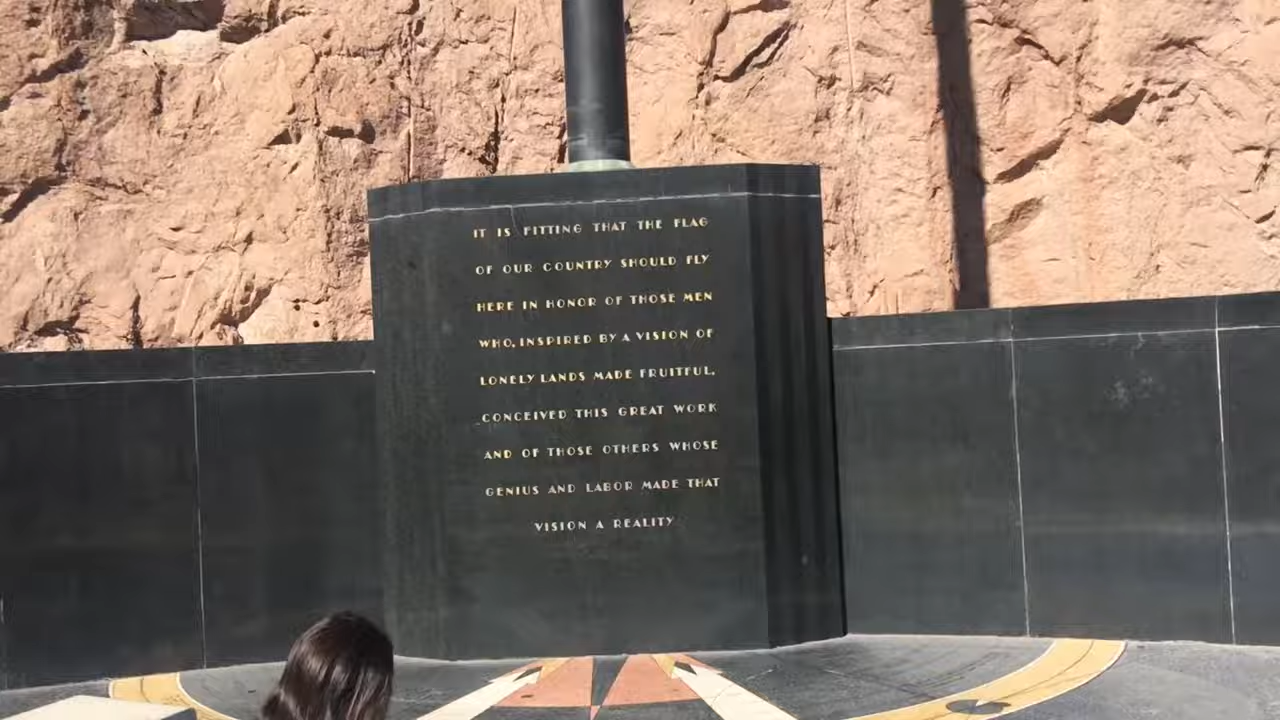 IT IS FITTING THAT THE FLAG
OF OUR COUNTRY SHOULD FLY
HERE IN HONOR OF THOSE MEN
WHO, INSPIRED BY A VISION OF
LONELY LANDS MADE FRUITFUL,
CONCEIVED THIS GREAT WORK
AND OF THOSE OTHERS WHOSE
GENIUS AND LABOR MADE THAT
VISION A REALITY